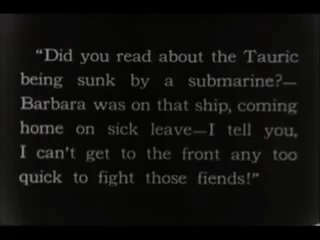 “Did you read about the Tauric
being sunk by a submarine?—
Barbara was on that ship, coming
home on sick leave—I tell you,
I can't get to the front any too
quick to fight those fiends!”